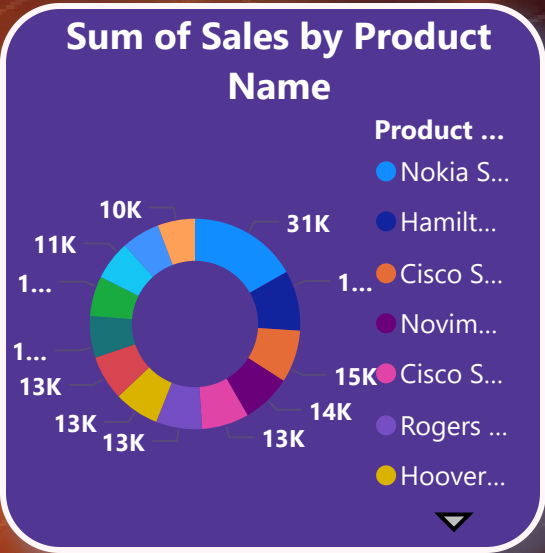 Sum of Sales by Product
Name
Product ...
Nokia S...
Hamilt...
Cisco S...
Novim...
Cisco S...
Rogers ...
Hoover...
31K
1...
15K
14K
13K
13K
13K
13K
1...
1...
11K
10K